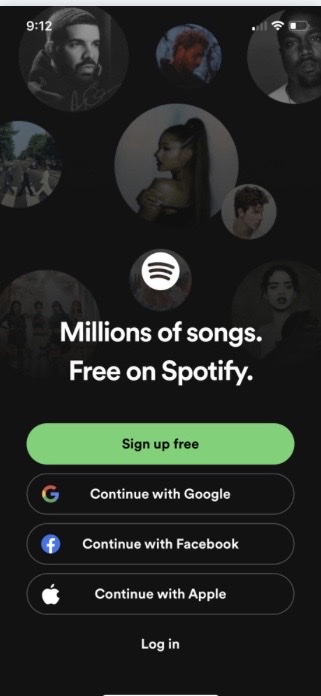 9:12
Millions of songs.
Free on Spotify.
Sign up free
Continue with Google
Continue with Facebook
Continue with Apple
Log in